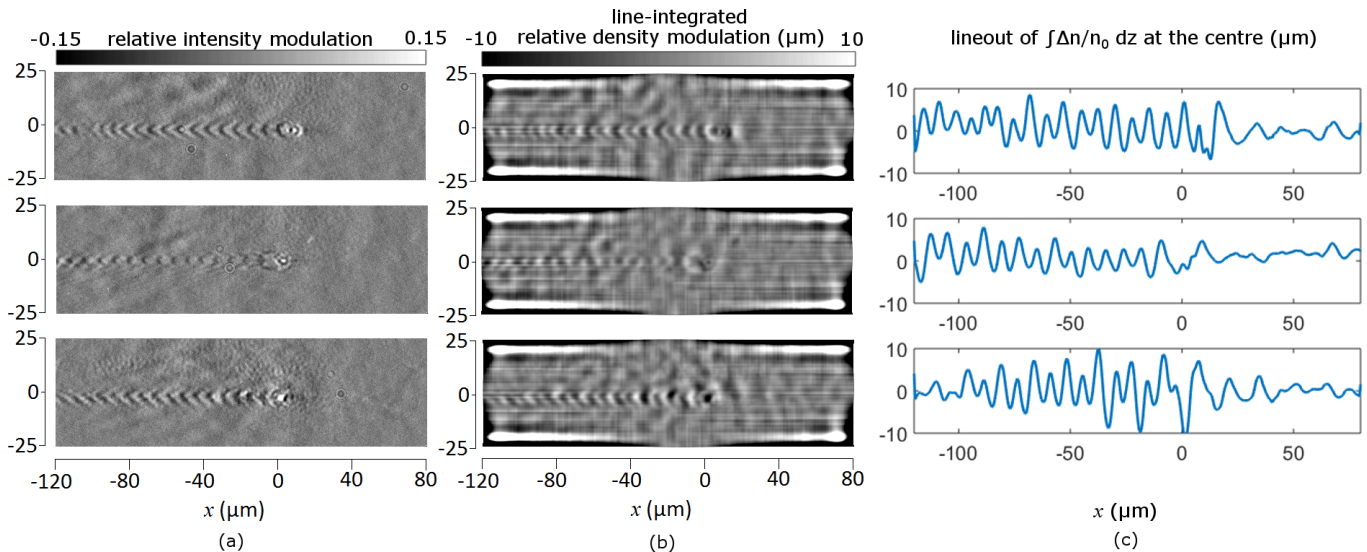 -0.15 relative intensity modulation 0.15
line-integrated
-10 relative density modulation (µm) 10
lineout of ∫Δn/n₀ dz at the centre (µm)
25
0
-25
25
0
-25
10
0
-10
-100 -50 0 50
25
0
-25
25
0
-25
10
0
-10
-100 -50 0 50
25
0
-25
25
0
-25
10
0
-10
-100 -50 0 50
-120 -80 -40 0 40 80
-120 -80 -40 0 40 80
x (µm)
x (µm)
x (µm)
(a)
(b)
(c)